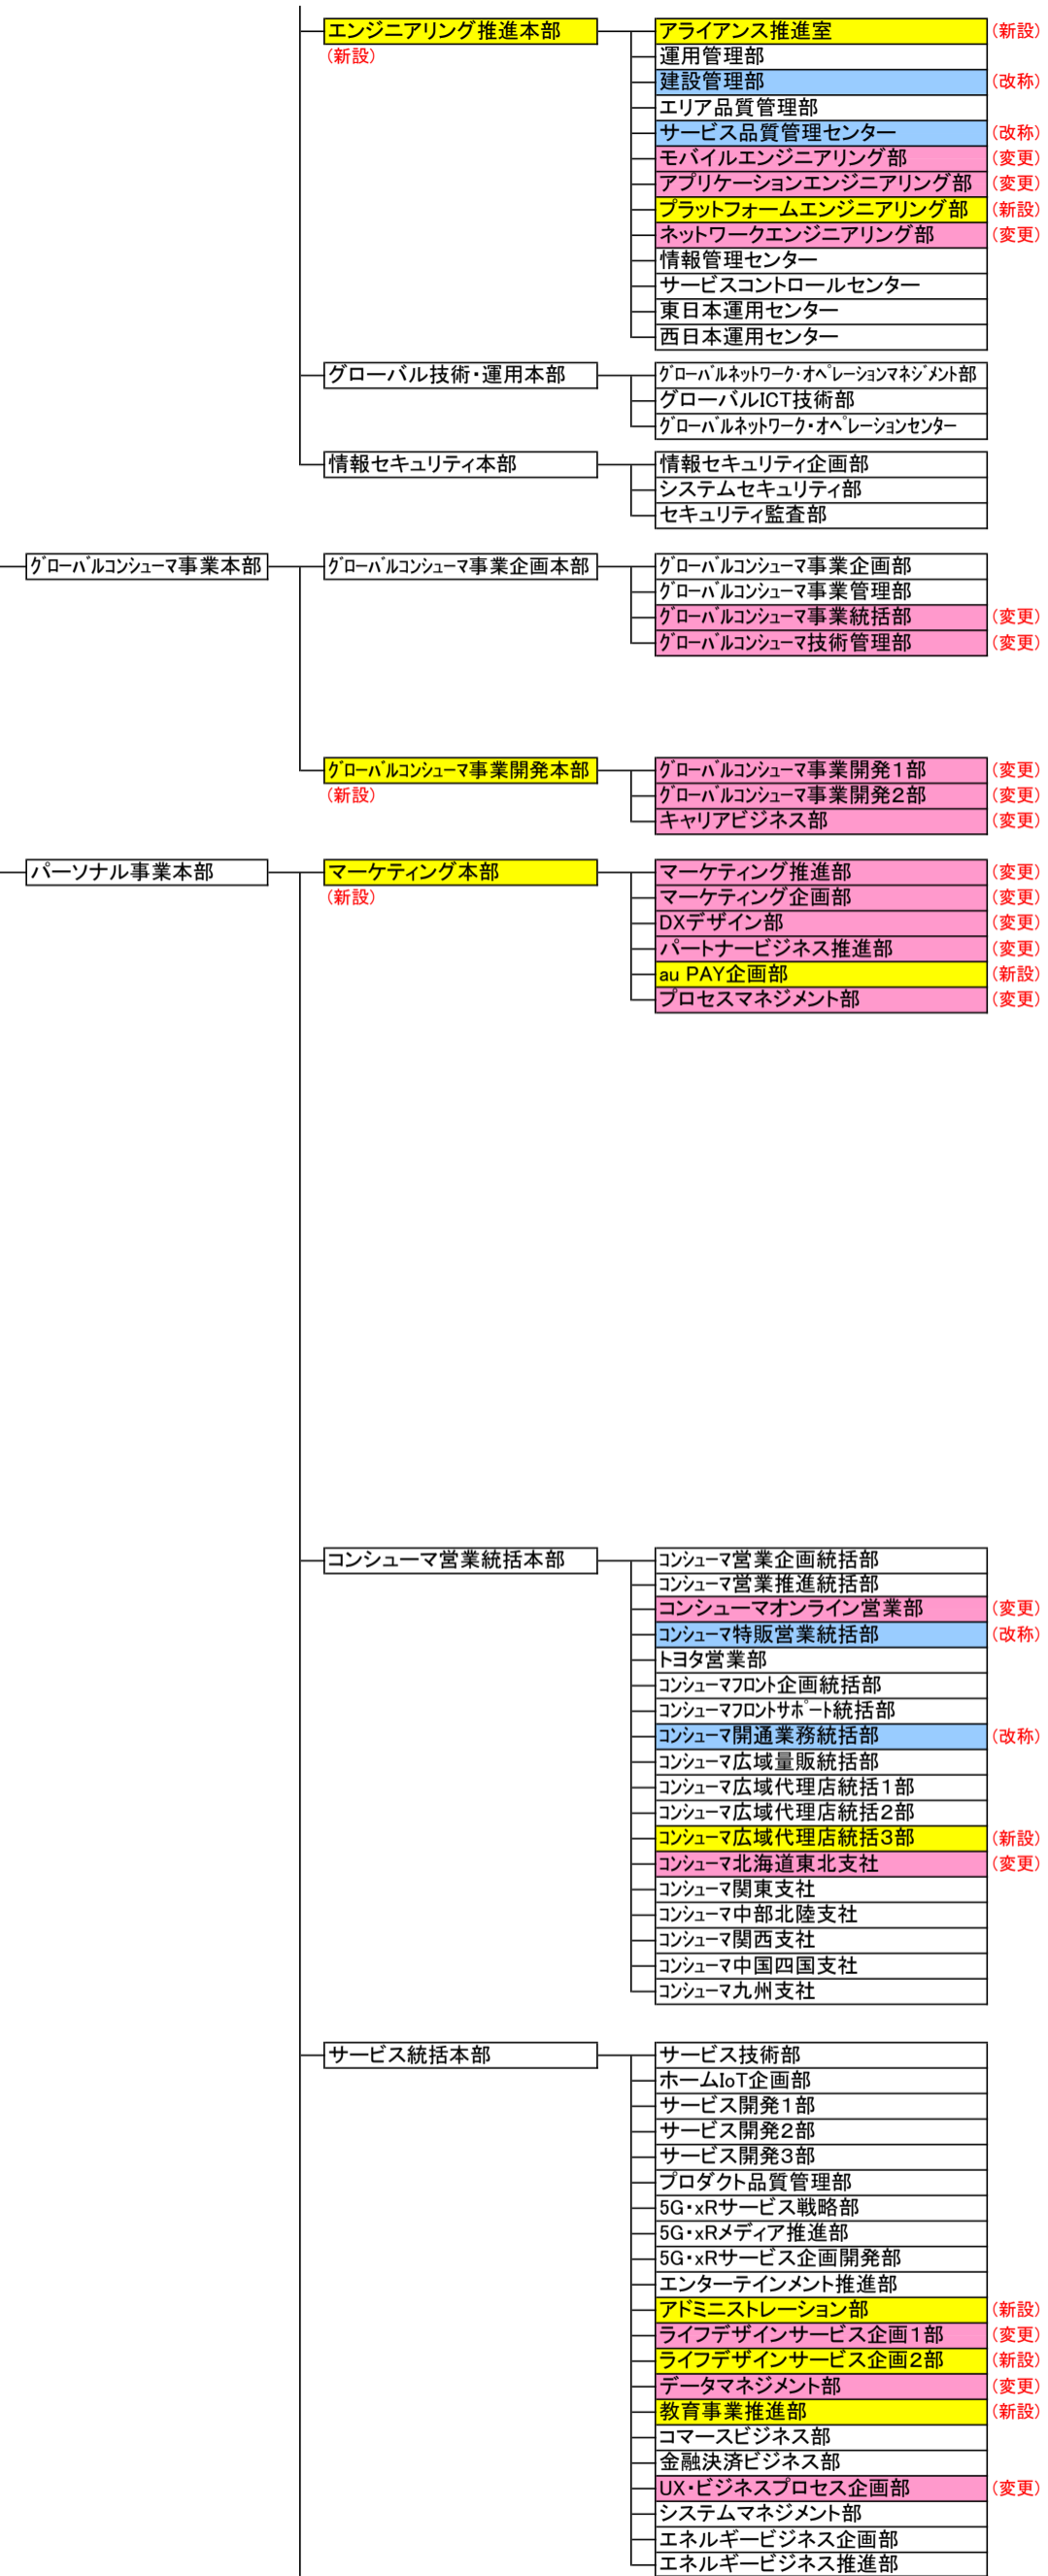 エンジニアリング推進本部 アライアンス推進室 (新設)
(新設) 運用管理部
建設管理部 (改称)
エリア品質管理部
サービス品質管理センター (改称)
モバイルエンジニアリング部 (変更)
アプリケーションエンジニアリング部 (変更)
プラットフォームエンジニアリング部 (新設)
ネットワークエンジニアリング部 (変更)
情報管理センター
サービスコントロールセンター
東日本運用センター
西日本運用センター
グローバル技術・運用本部 グローバルネットワーク・オペレーションマネジメント部
グローバルICT技術部
グローバルネットワーク・オペレーションセンター
情報セキュリティ本部 情報セキュリティ企画部
システムセキュリティ部
セキュリティ監査部
グローバルコンシューマ事業本部 グローバルコンシューマ事業企画本部 グローバルコンシューマ事業企画部
グローバルコンシューマ事業管理部
グローバルコンシューマ事業統括部 (変更)
グローバルコンシューマ技術管理部 (変更)
グローバルコンシューマ事業開発本部 グローバルコンシューマ事業開発1部 (変更)
(新設) グローバルコンシューマ事業開発2部 (変更)
キャリアビジネス部 (変更)
パーソナル事業本部 マーケティング本部 マーケティング推進部 (変更)
(新設) マーケティング企画部 (変更)
DXデザイン部 (変更)
パートナービジネス推進部 (変更)
au PAY企画部 (新設)
プロセスマネジメント部 (変更)
コンシューマ営業統括本部 コンシューマ営業企画統括部
コンシューマ営業推進統括部
コンシューマオンライン営業部 (変更)
コンシューマ特販営業統括部 (改称)
トヨタ営業部
コンシューマフロント企画統括部
コンシューマフロントサポート統括部
コンシューマ開通業務統括部 (改称)
コンシューマ広域量販統括部
コンシューマ広域代理店統括1部
コンシューマ広域代理店統括2部
コンシューマ広域代理店統括3部 (新設)
コンシューマ北海道東北支社 (変更)
コンシューマ関東支社
コンシューマ中部北陸支社
コンシューマ関西支社
コンシューマ中国四国支社
コンシューマ九州支社
サービス統括本部 サービス技術部
ホームIoT企画部
サービス開発1部
サービス開発2部
サービス開発3部
プロダクト品質管理部
5G・xRサービス戦略部
5G・xRメディア推進部
5G・xRサービス企画開発部
エンターテインメント推進部
アドミニストレーション部 (新設)
ライフデザインサービス企画1部 (変更)
ライフデザインサービス企画2部 (新設)
データマネジメント部 (変更)
教育事業推進部 (新設)
コマースビジネス部
金融決済ビジネス部
UX・ビジネスプロセス企画部 (変更)
システムマネジメント部
エネルギービジネス企画部
エネルギービジネス推進部